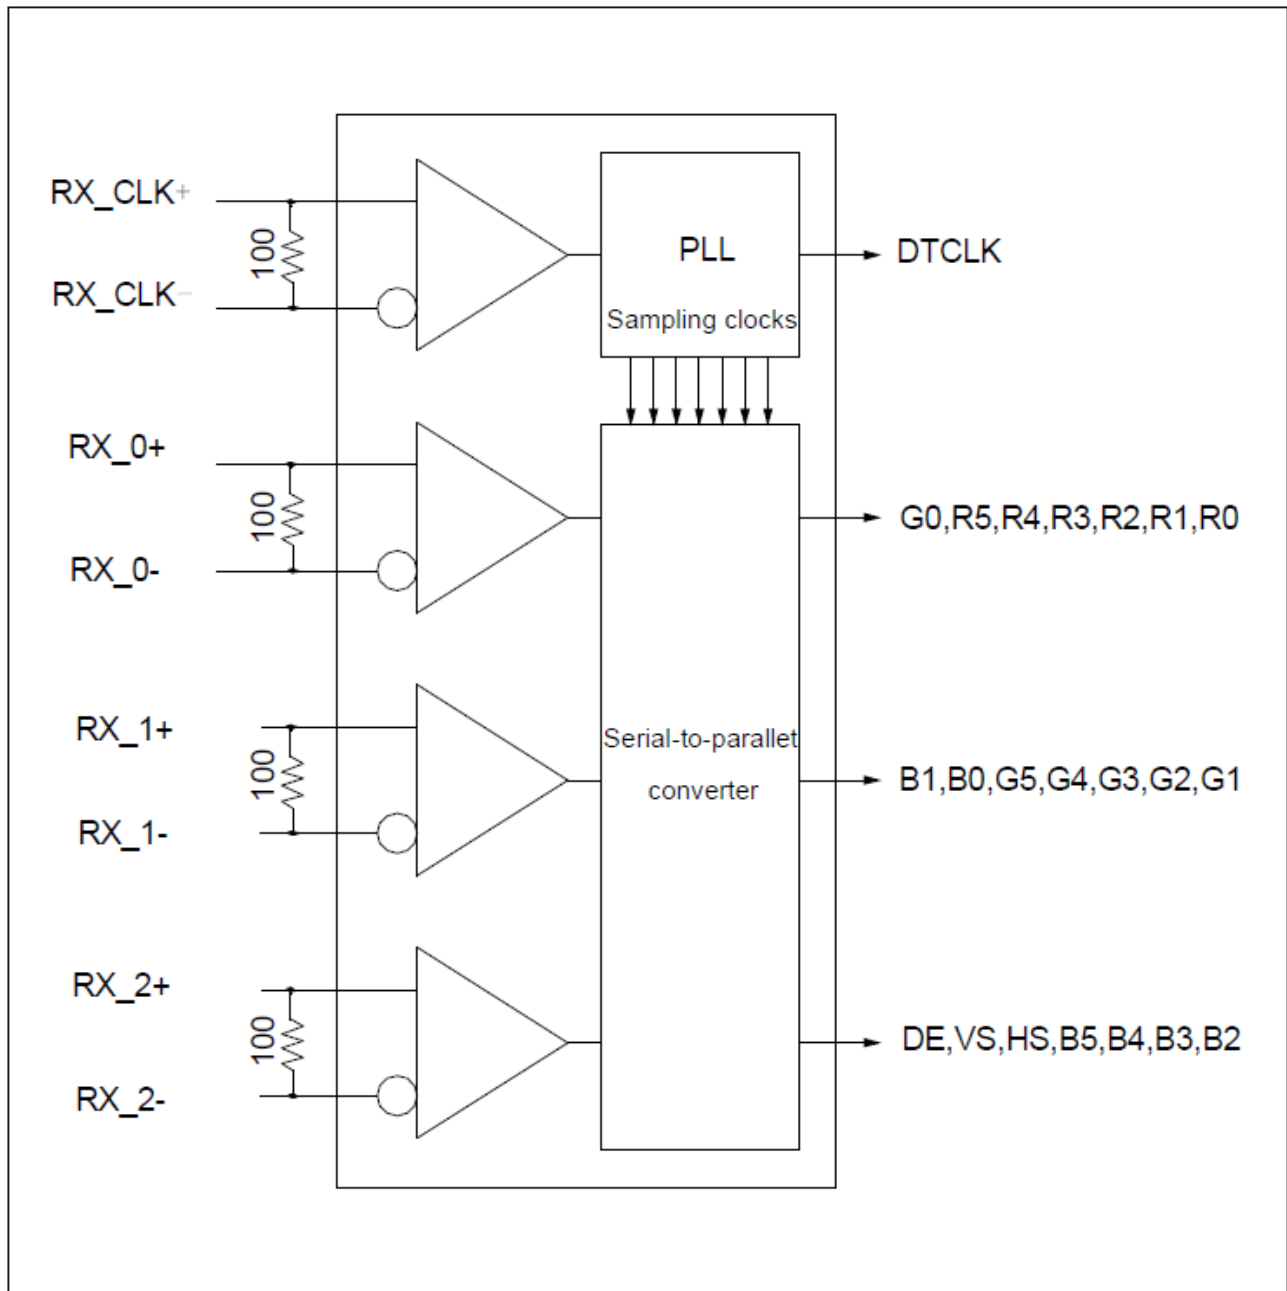 RX_CLK+
100
RX_CLK-
PLL
Sampling clocks
DTCLK
RX_0+
100
RX_0-
G0,R5,R4,R3,R2,R1,R0
RX_1+
100
RX_1-
Serial-to-parallet
converter
B1,B0,G5,G4,G3,G2,G1
RX_2+
100
RX_2-
DE,VS,HS,B5,B4,B3,B2